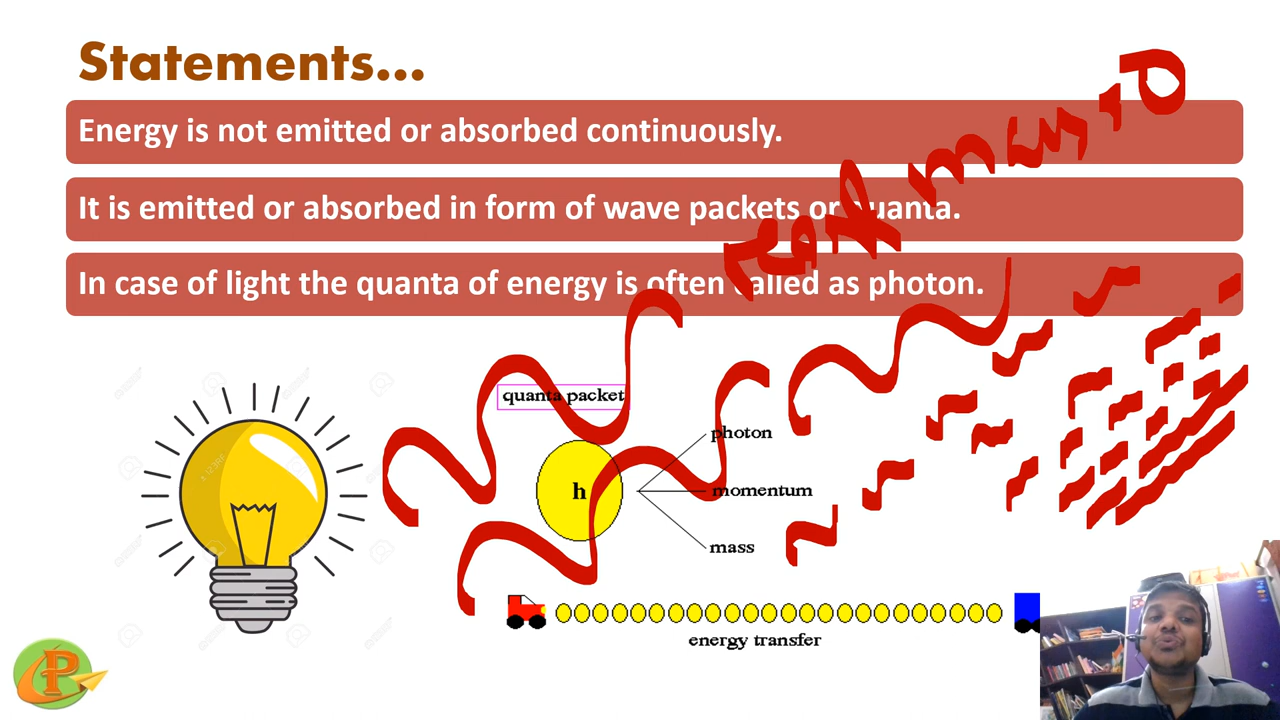 Statements...
Energy is not emitted or absorbed continuously.
It is emitted or absorbed in form of wave packets or quanta.
In case of light the quanta of energy is often called as photon.
quanta packet
photon
h
momentum
mass
energy transfer
P